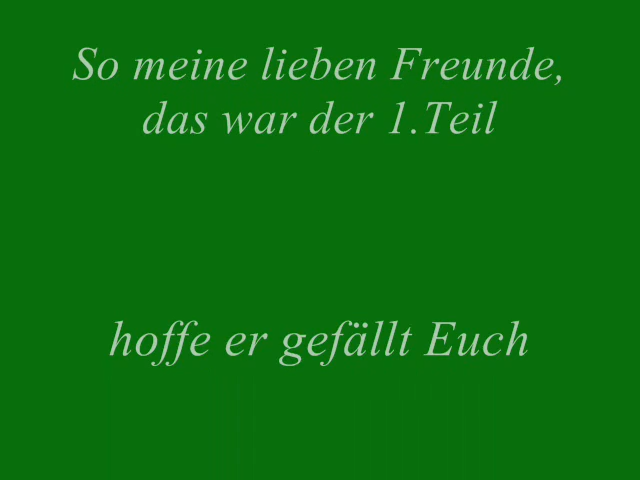 So meine lieben Freunde,
das war der 1.Teil
hoffe er gefällt Euch